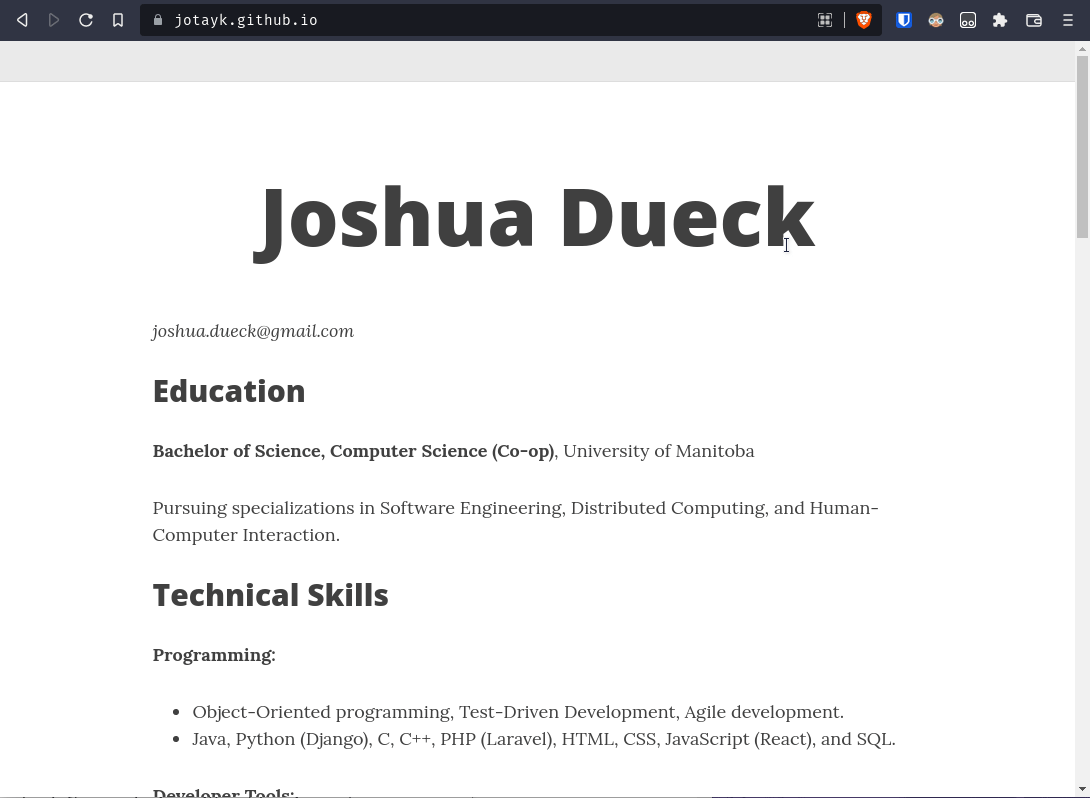 jotayk.github.io
Joshua Dueck
joshua.dueck@gmail.com
Education
Bachelor of Science, Computer Science (Co-op), University of Manitoba
Pursuing specializations in Software Engineering, Distributed Computing, and Human-
Computer Interaction.
Technical Skills
Programming:
• Object-Oriented programming, Test-Driven Development, Agile development.
• Java, Python (Django), C, C++, PHP (Laravel), HTML, CSS, JavaScript (React), and SQL.
Developer Tools: